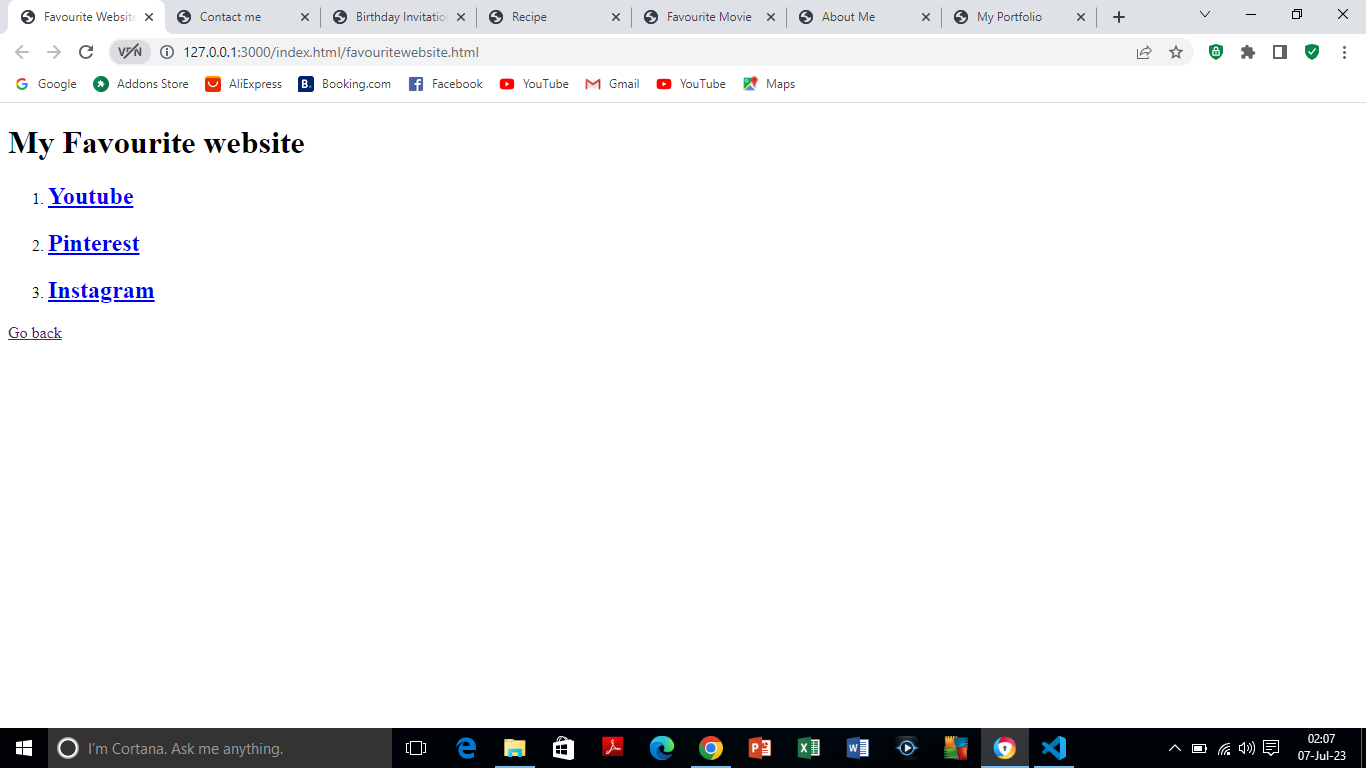 Favourite Website Contact me Birthday Invitatio Recipe Favourite Movie About Me My Portfolio
VPN 127.0.0.1:3000/index.html/favouritewebsite.html
Google Addons Store AliExpress B. Booking.com Facebook YouTube Gmail YouTube Maps
My Favourite website
1. Youtube
2. Pinterest
3. Instagram
Go back
I'm Cortana. Ask me anything.
02:07
07-Jul-23